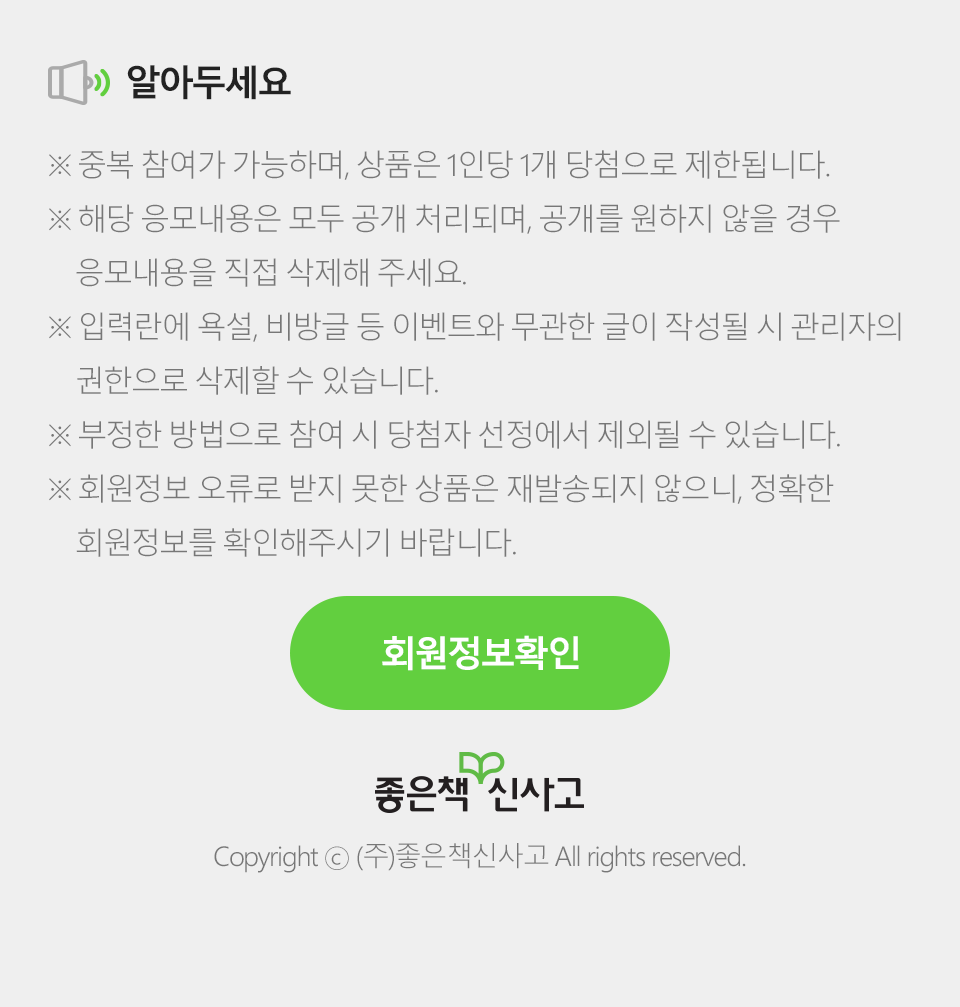 알아두세요
※ 중복 참여가 가능하며, 상품은 1인당 1개 당첨으로 제한됩니다.
※ 해당 응모내용은 모두 공개 처리되며, 공개를 원하지 않을 경우
응모내용을 직접 삭제해 주세요.
※ 입력란에 욕설, 비방글 등 이벤트와 무관한 글이 작성될 시 관리자의
권한으로 삭제할 수 있습니다.
※ 부정한 방법으로 참여 시 당첨자 선정에서 제외될 수 있습니다.
※ 회원정보 오류로 받지 못한 상품은 재발송되지 않으니, 정확한
회원정보를 확인해주시기 바랍니다.
회원정보확인
좋은책 신사고
Copyright ⓒ (주)좋은책신사고 All rights reserved.